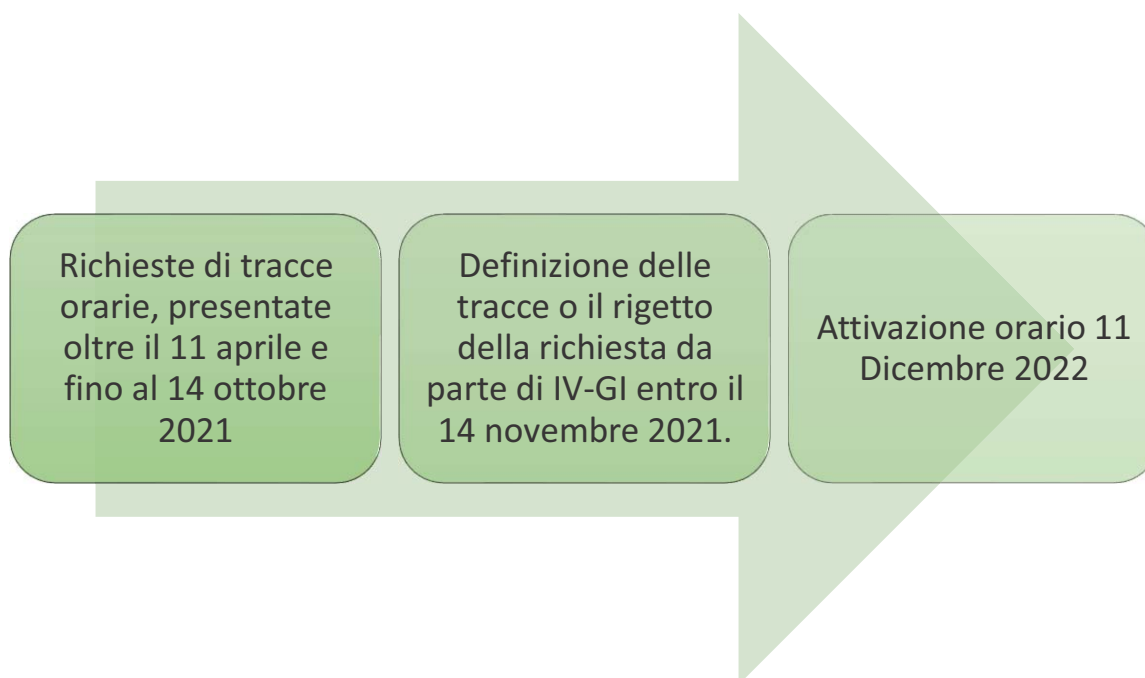 Richieste di tracce
orarie, presentate
oltre il 11 aprile e
fino al 14 ottobre
2021
Definizione delle
tracce o il rigetto
della richiesta da
parte di IV-GI entro il
14 novembre 2021.
Attivazione orario 11
Dicembre 2022